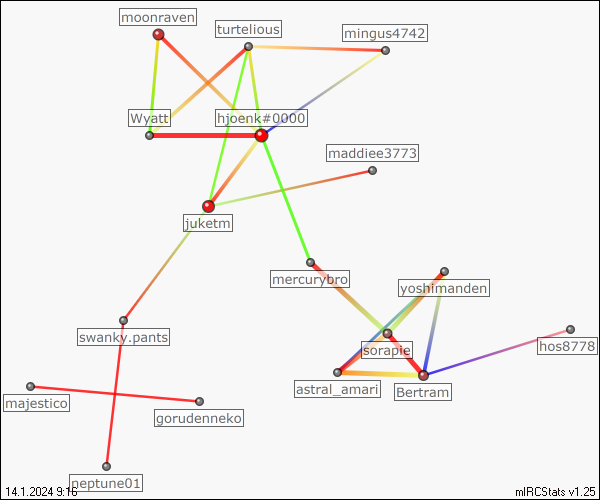 moonraven
turtelious
mingus4742
Wyatt
hjoenk#0000
maddiee3773
juketm
mercurybro
yoshimanden
swanky.pants
sorapie
hos8778
astral_amari
Bertram
majestico
gorudenneko
peptune01
14.1.2024 9:16
mIRCStats v1.25